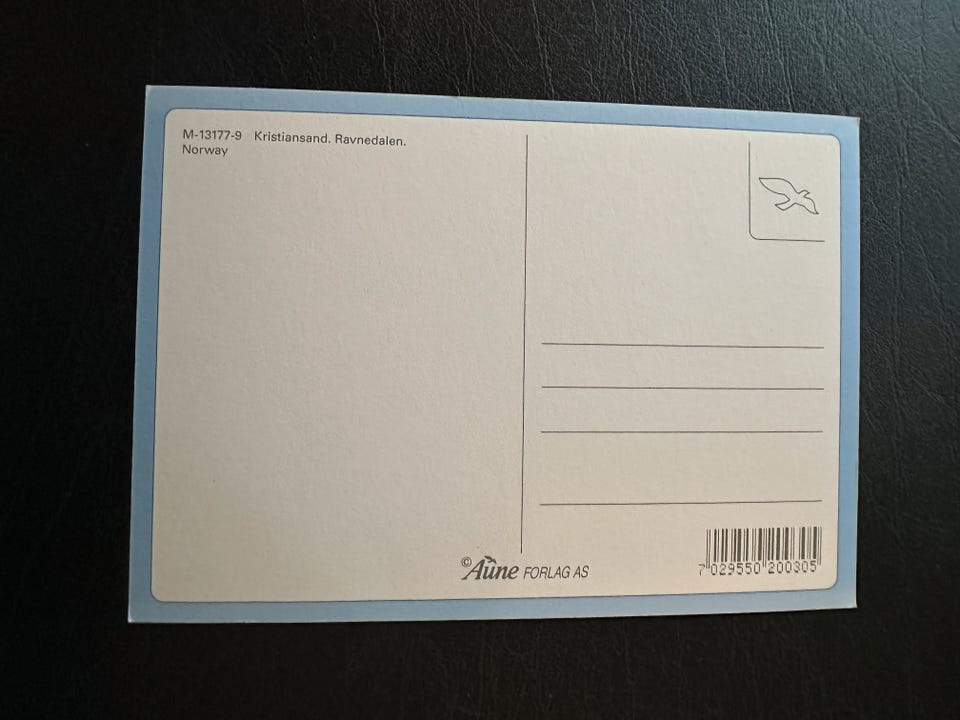 M-13177-9 Kristiansand. Ravnedalen.
Norway
© Aune FORLAG AS
7 029550 200305